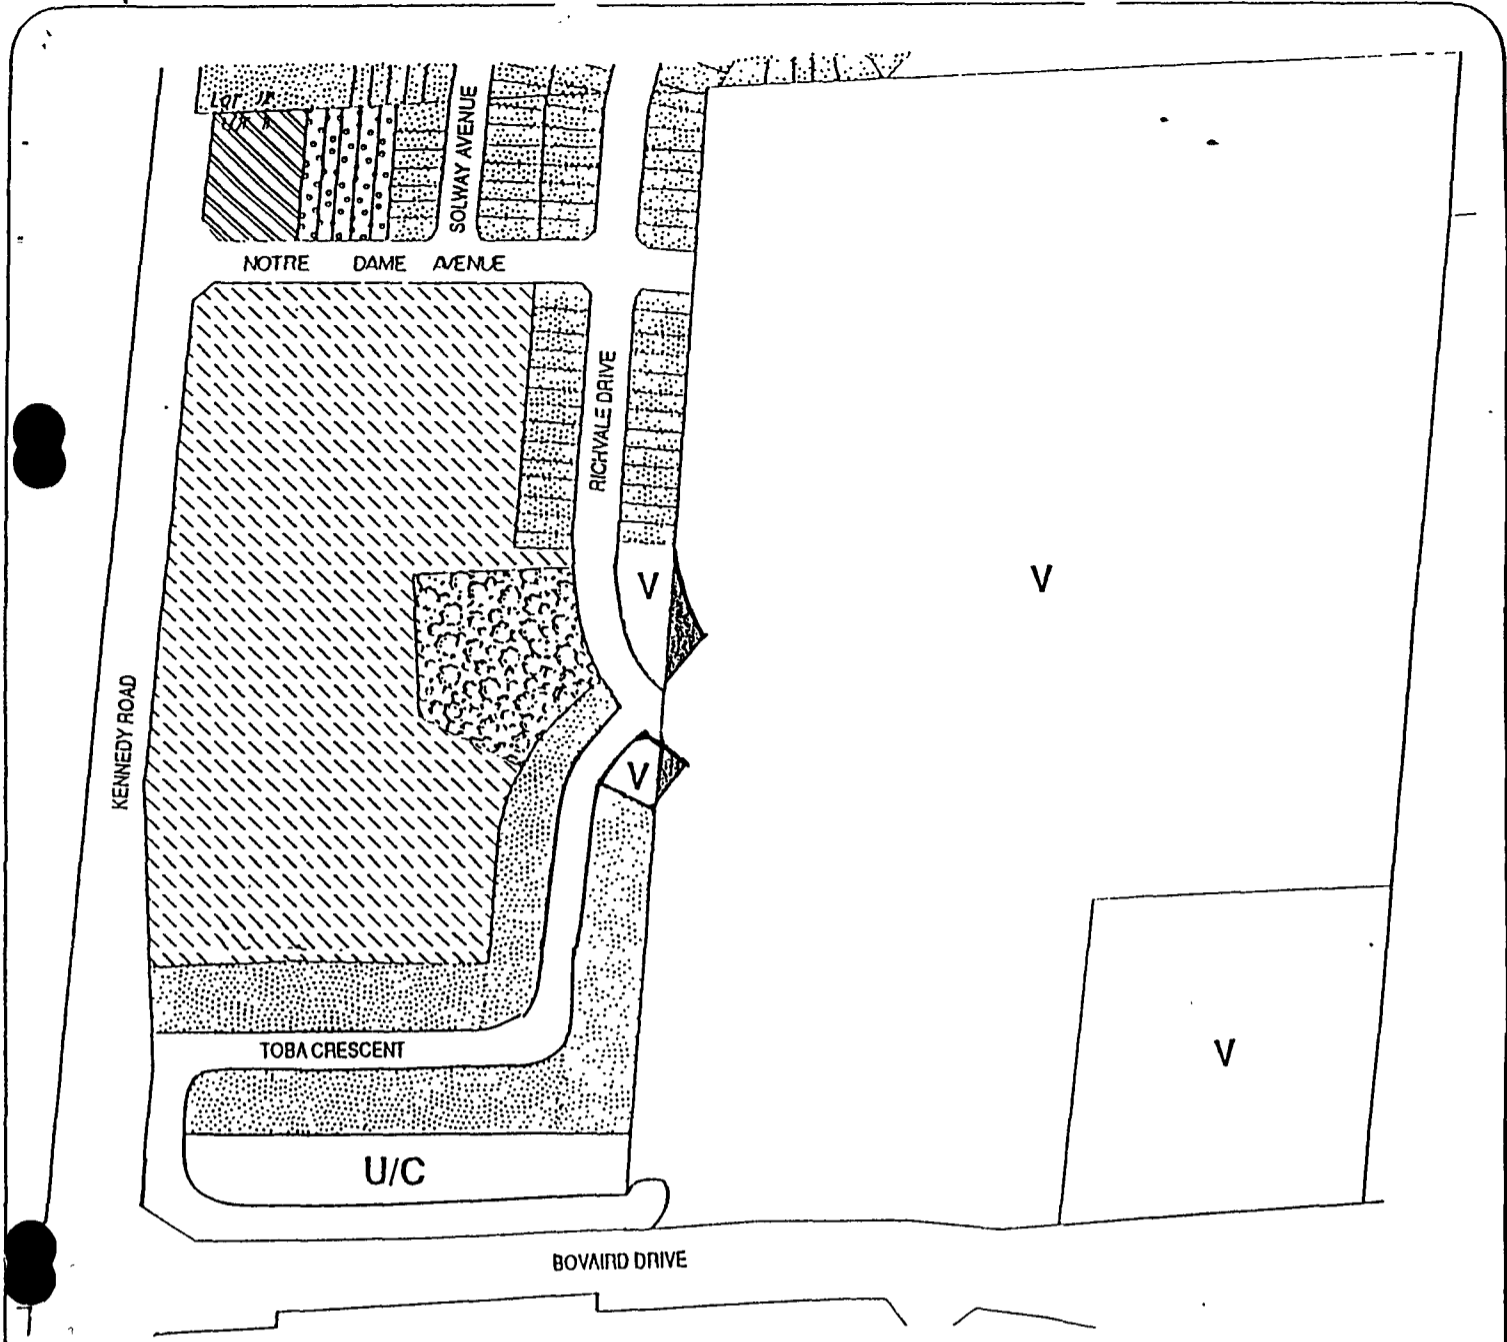 SOLWAY AVENUE
NOTRE DAME AVENUE
RICHVALE DRIVE
V
V
KENNEDY ROAD
V
TOBA CRESCENT
V
U/C
BOVAIRD DRIVE